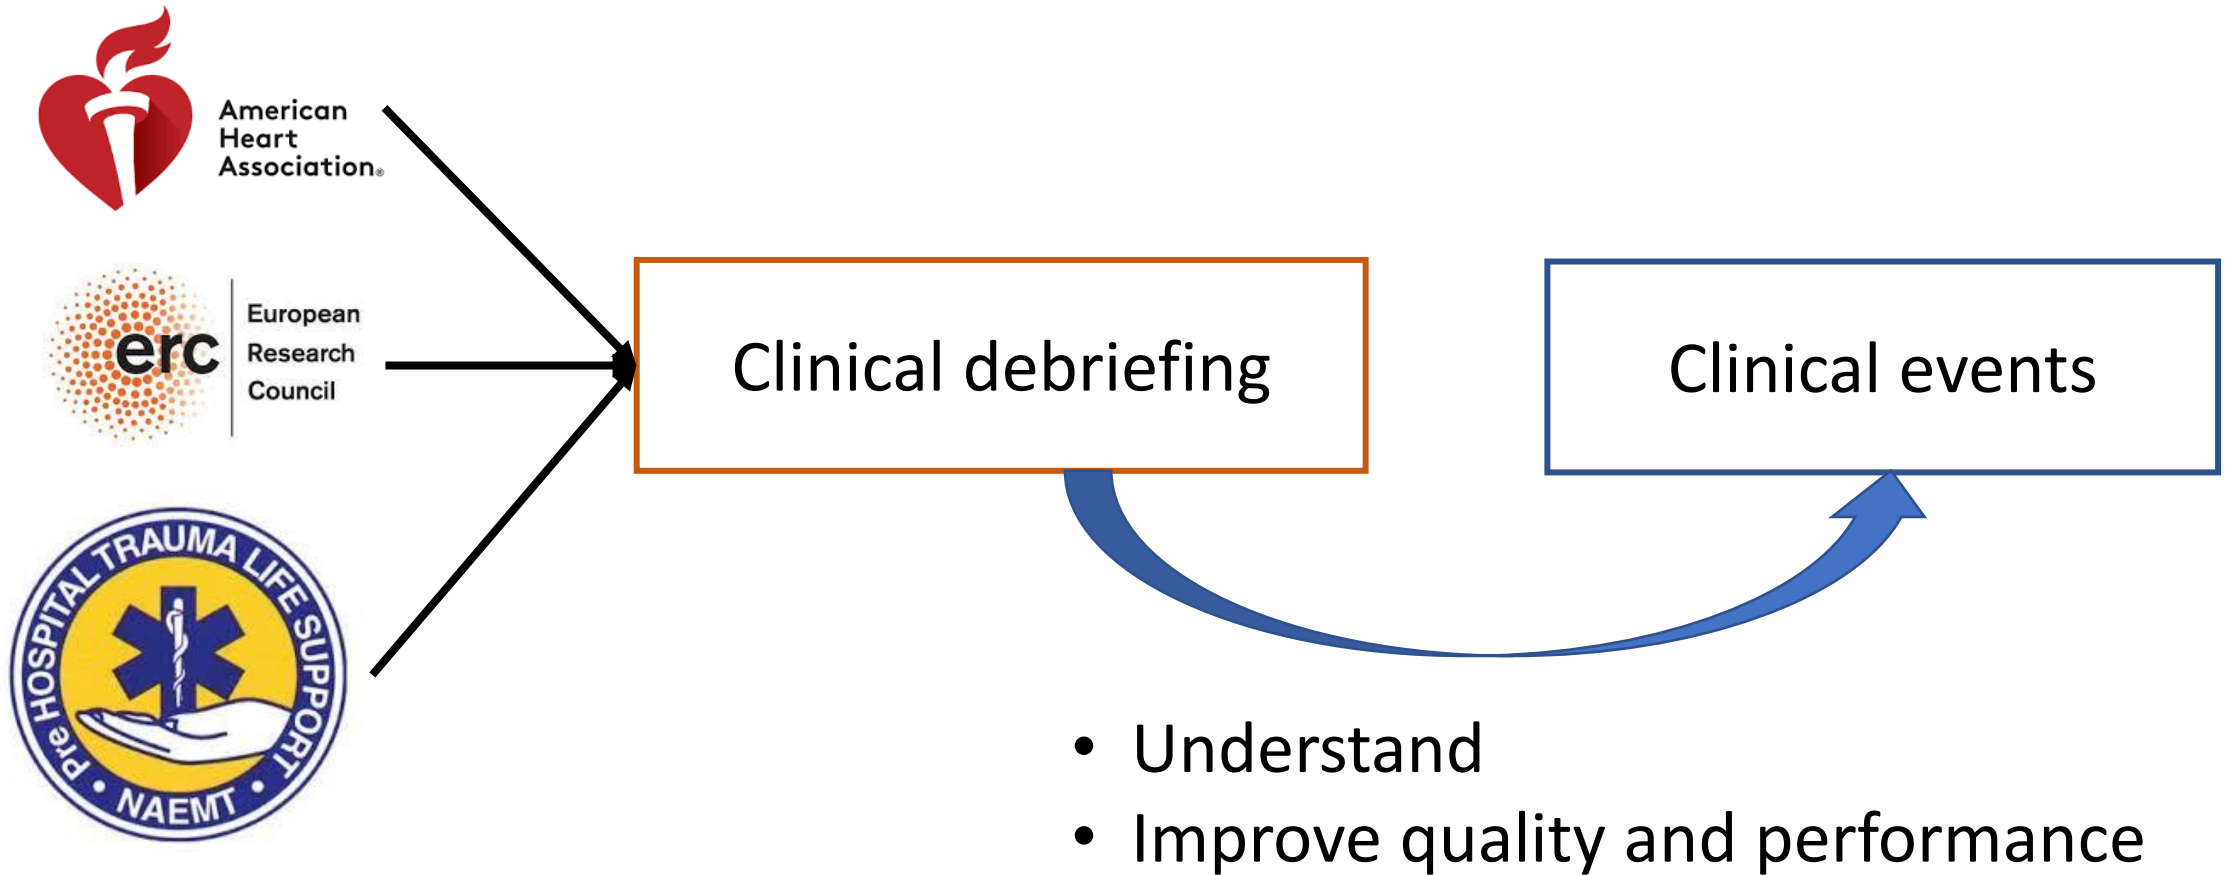 American
Heart
Association®
European
Research
Council
erc
Pre HOSPITAL TRAUMA LIFE SUPPORT
• NAEMT •
Clinical debriefing
Clinical events
• Understand
• Improve quality and performance